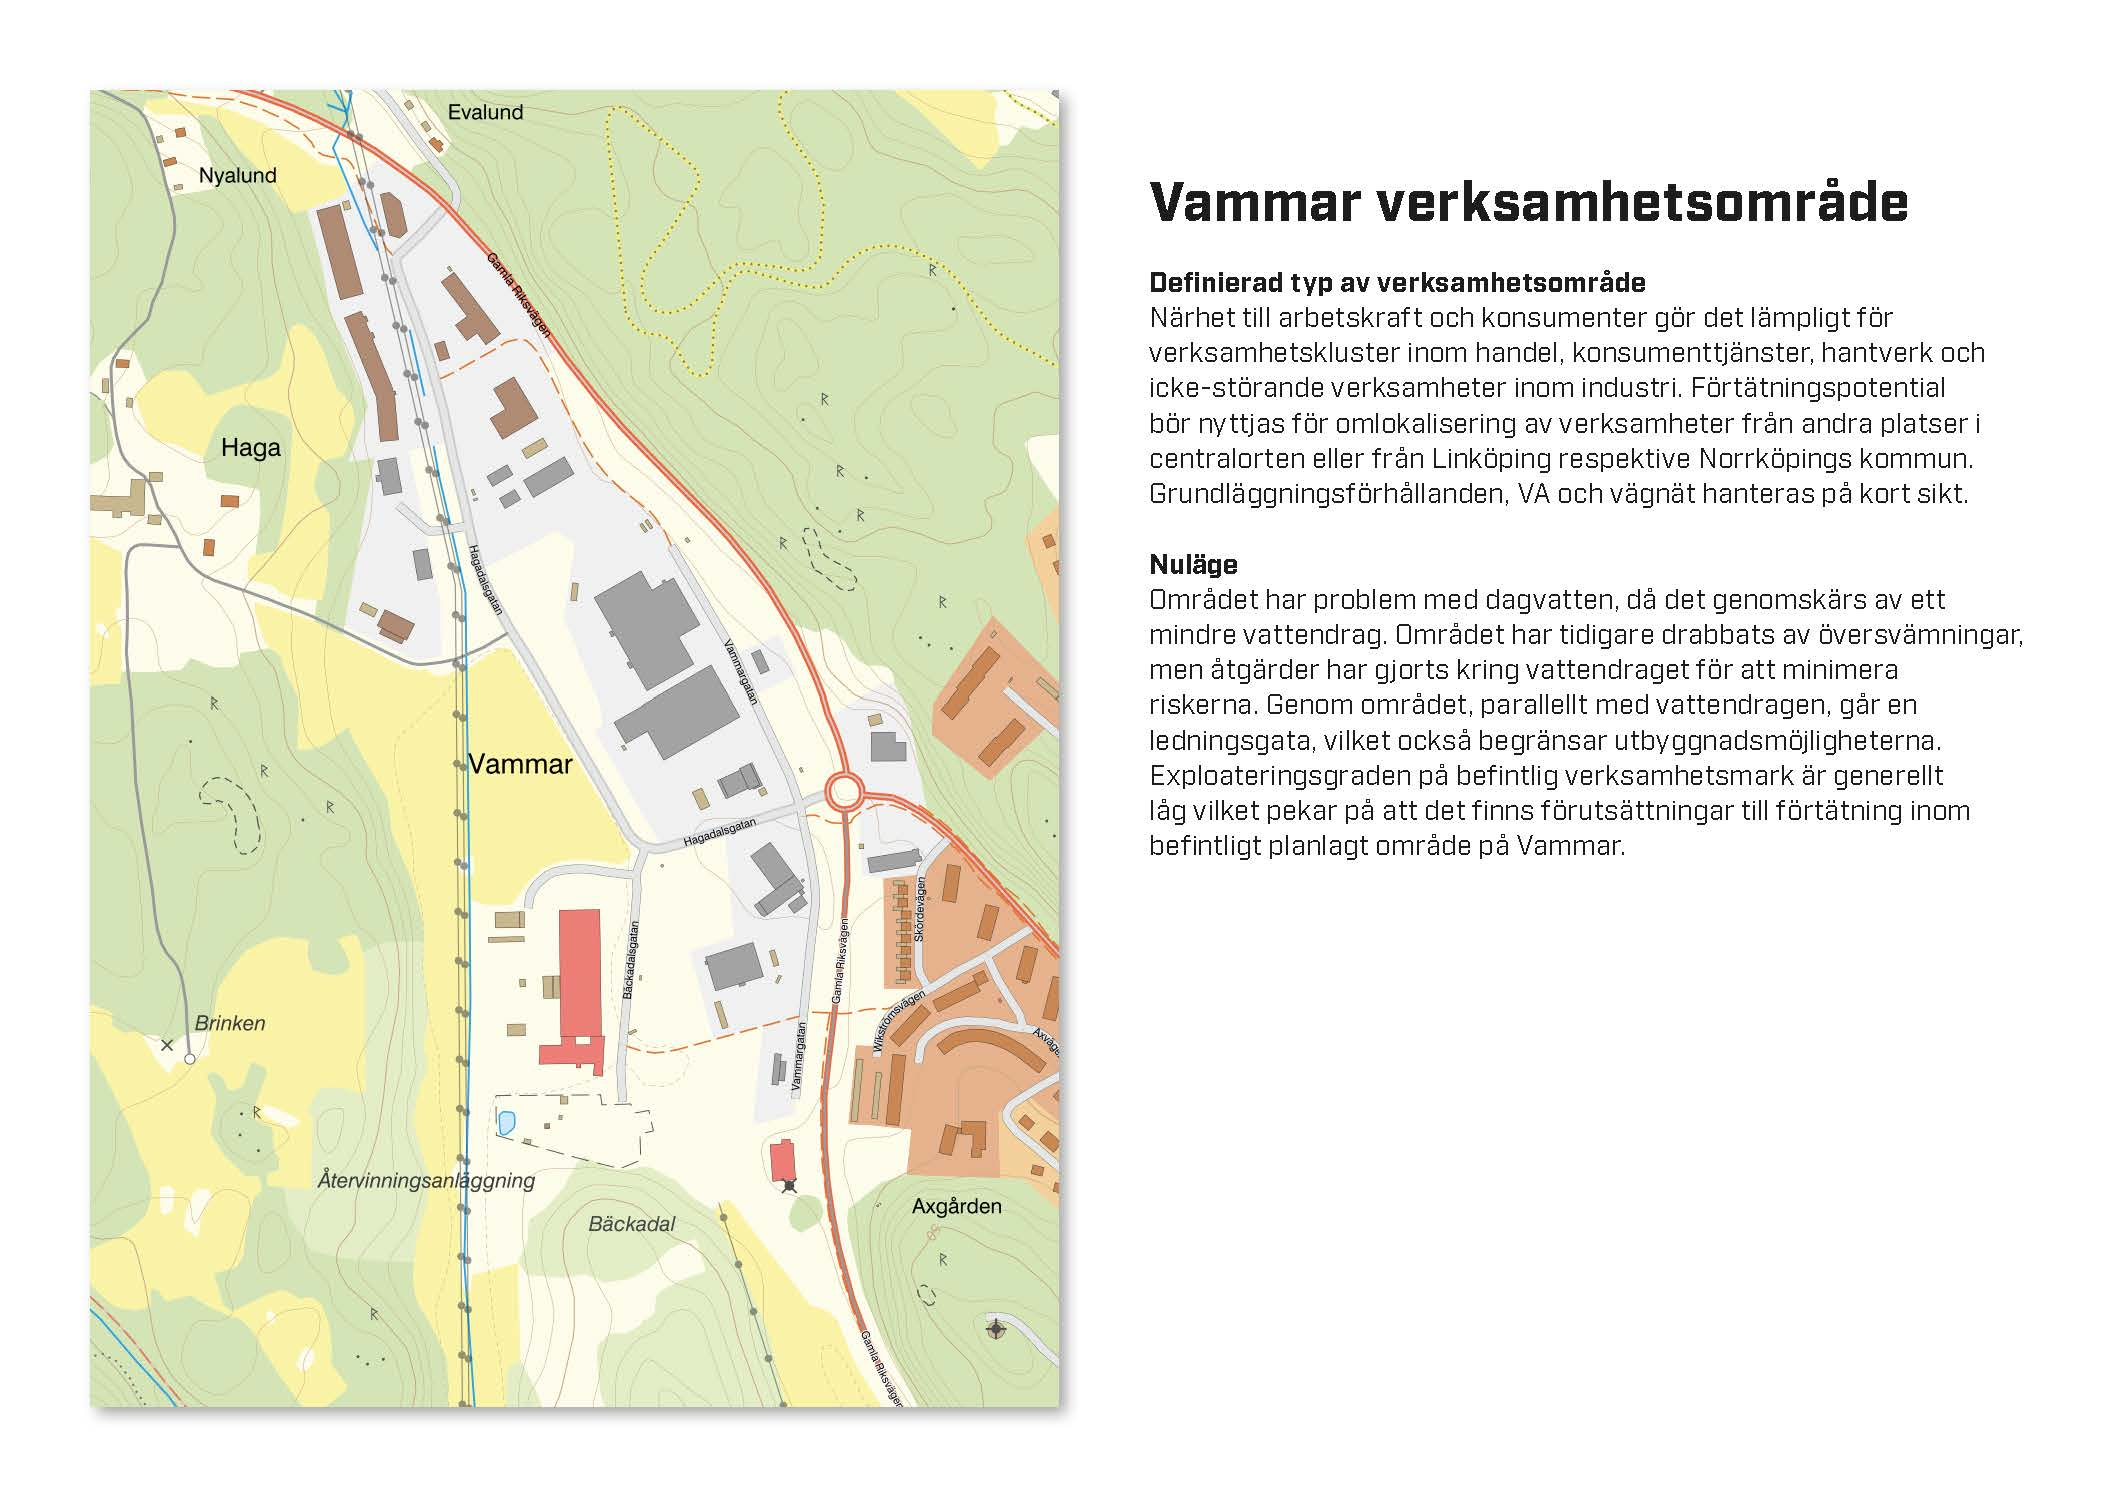 Evalund
Nyalund
Gamla Riksvägen
Haga
Hagadalsgatan
Vammargatan
Vammar
Hagadalsgatan
Skördevägen
Bäckadalsgatan
Gamla Riksvägen
Wikströmsvägen
Brinken
Vammargatan
Axväge
Återvinningsanläggning
Bäckadal
Axgården
Gamla Riksvägen
Vammar verksamhetsområde
Definierad typ av verksamhetsområde
Närhet till arbetskraft och konsumenter gör det lämpligt för
verksamhetskluster inom handel, konsumenttjänster, hantverk och
icke-störande verksamheter inom industri. Förtätningspotential
bör nyttjas för omlokalisering av verksamheter från andra platser i
centralorten eller från Linköping respektive Norrköpings kommun.
Grundläggningsförhållanden, VA och vägnät hanteras på kort sikt.
Nuläge
Området har problem med dagvatten, då det genomskärs av ett
mindre vattendrag. Området har tidigare drabbats av översvämningar,
men åtgärder har gjorts kring vattendraget för att minimera
riskerna. Genom området, parallellt med vattendragen, går en
ledningsgata, vilket också begränsar utbyggnadsmöjligheterna.
Exploateringsgraden på befintlig verksamhetsmark är generellt
låg vilket pekar på att det finns förutsättningar till förtätning inom
befintligt planlagt område på Vammar.